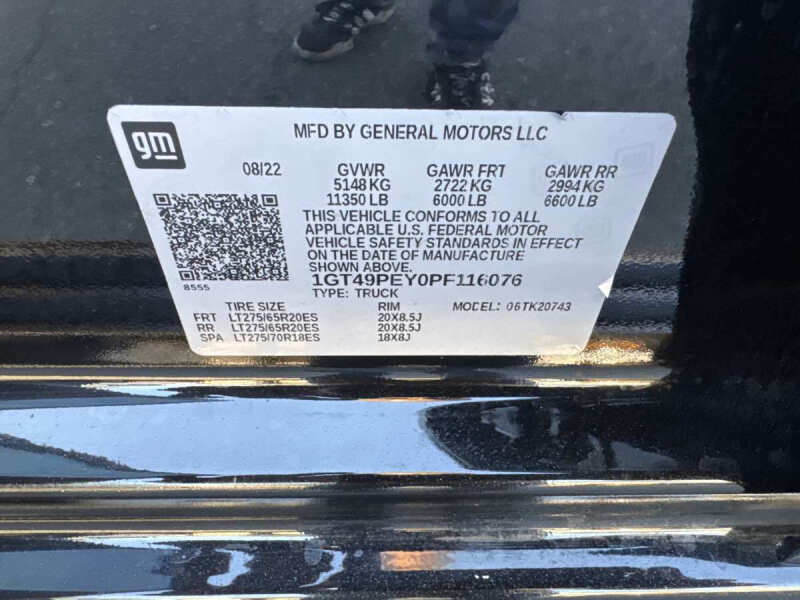 gm
MFD BY GENERAL MOTORS LLC
08/22 GVWR GAWR FRT GAWR RR
5148 KG 2722 KG 2994 KG
11350 LB 6000 LB 6600 LB
THIS VEHICLE CONFORMS TO ALL
APPLICABLE U.S. FEDERAL MOTOR
VEHICLE SAFETY STANDARDS IN EFFECT
ON THE DATE OF MANUFACTURE
SHOWN ABOVE.
8555
1GT49PEY0PF116076
TYPE: TRUCK
TIRE SIZE RIM MODEL: 06TK20743
FRT LT275/65R20ES 20X8.5J
RR LT275/65R20ES 20X8.5J
SPA LT275/70R18ES 18X8J